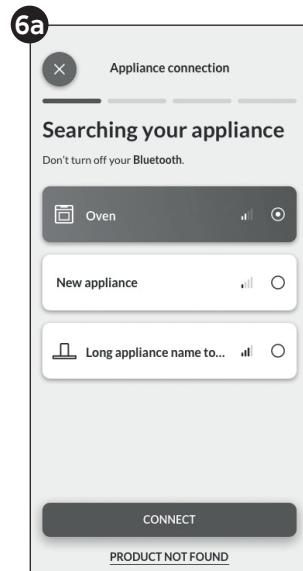 6a
Appliance connection
Searching your appliance
Don't turn off your Bluetooth.
Oven
New appliance
Long appliance name to...
CONNECT
PRODUCT NOT FOUND